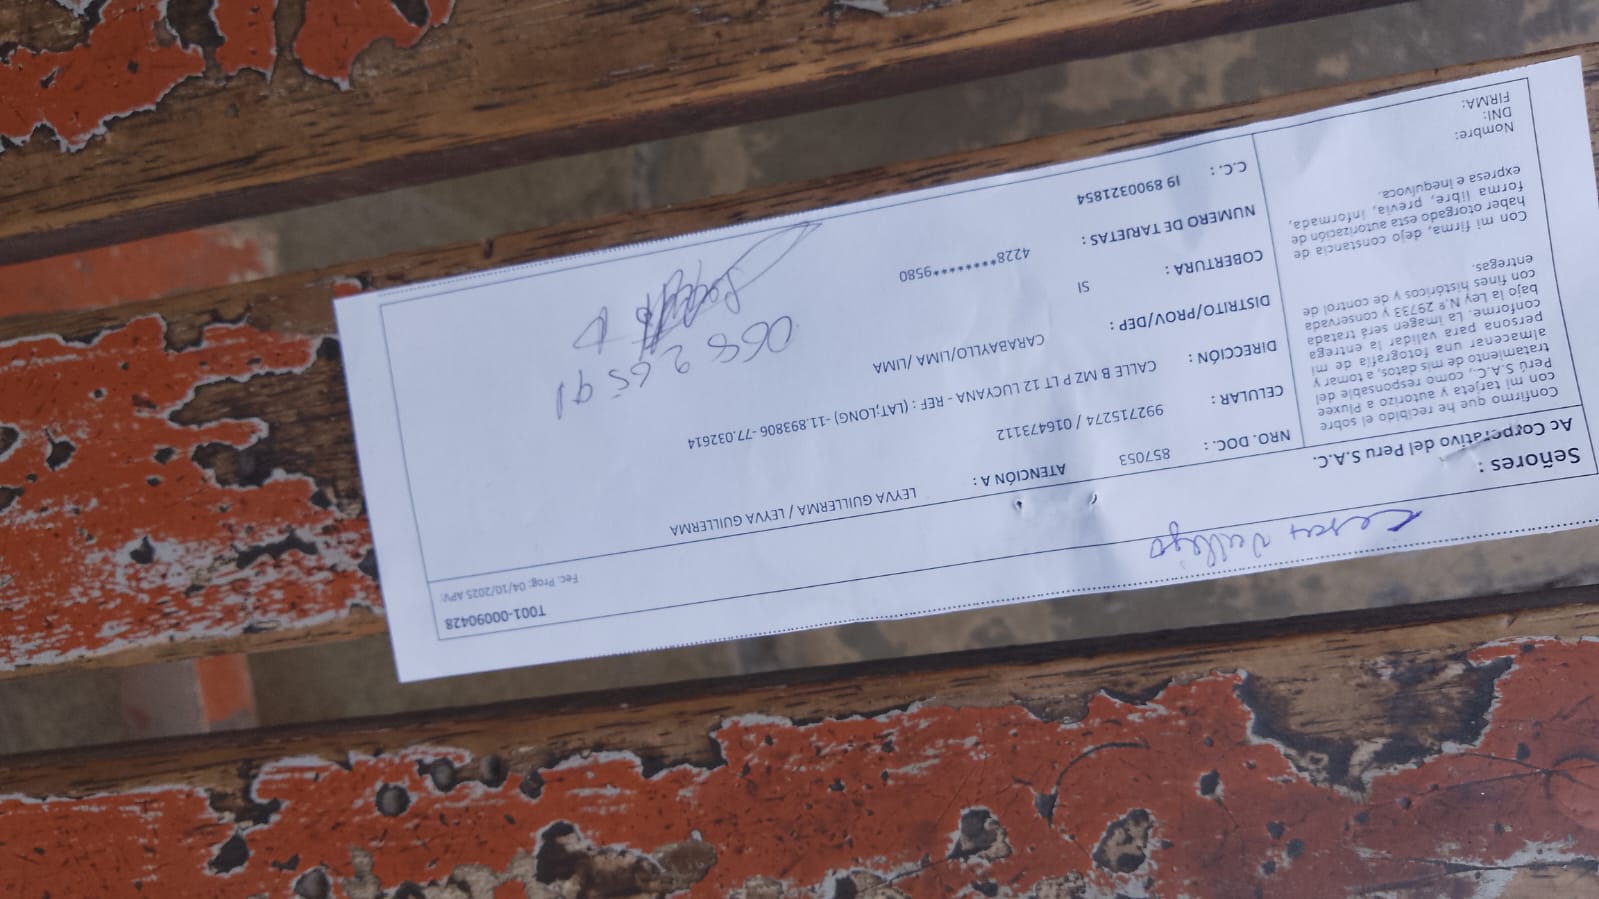 T001-00090428
Fec. Prog: 04/10/2025 APV:
Señores :
Ac Corporativo del Peru S.A.C.
NRO. DOC. : 857053
ATENCIÓN A : LEYVA GUILLERMA / LEYVA GUILLERMA
CELULAR : 992715274 / 016473112
DIRECCIÓN : CALLE B MZ P LT 12 LUCYANA - REF : (LAT;LONG) -11.893806 -77.032614
DISTRITO/PROV/DEP : CARABAYLLO/LIMA /LIMA
COBERTURA : SI
NUMERO DE TARJETAS : 4228********9580
C.C. : I9 8900321854
Confirmo que he recibido el sobre
con mi tarjeta y autorizo a Pluxee
Perú S.A.C., como responsable del
tratamiento de mis datos, a tomar y
almacenar una fotografía de mi
persona para validar la entrega
conforme. La imagen será tratada
bajo la Ley N.º 29733 y conservada
con fines históricos y de control de
entregas.
Con mi firma, dejo constancia de
haber otorgado esta autorización de
forma libre, previa, informada,
expresa e inequívoca.
Nombre:
DNI:
FIRMA: